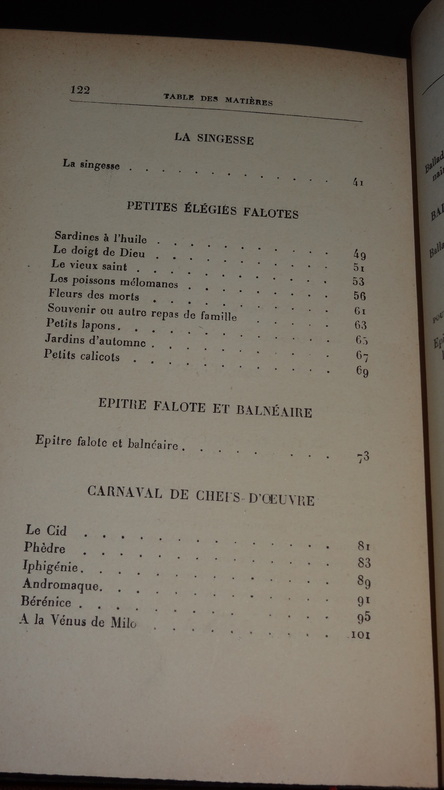 122
TABLE DES MATIÈRES
LA SINGESSE
La singesse . . . . . . . . . . . . 41
PETITES ÉLÉGIES FALOTES
Sardines à l'huile . . . . . . . . . 49
Le doigt de Dieu . . . . . . . . . 51
Le vieux saint . . . . . . . . . . 53
Les poissons mélomanes . . . . . . . 56
Fleurs des morts . . . . . . . . . 61
Souvenir ou autre repas de famille . . . . 63
Petits lapons . . . . . . . . . . . 65
Jardins d'automne . . . . . . . . . 67
Petits calicots . . . . . . . . . . 69
EPITRE FALOTE ET BALNÉAIRE
Epitre falote et balnéaire . . . . . . . 73
CARNAVAL DE CHEFS-D'ŒUVRE
Le Cid . . . . . . . . . . . . . 81
Phèdre . . . . . . . . . . . . . 83
Iphigénie . . . . . . . . . . . . 89
Andromaque . . . . . . . . . . . 91
Bérénice . . . . . . . . . . . . 95
A la Vénus de Milo . . . . . . . . . 101